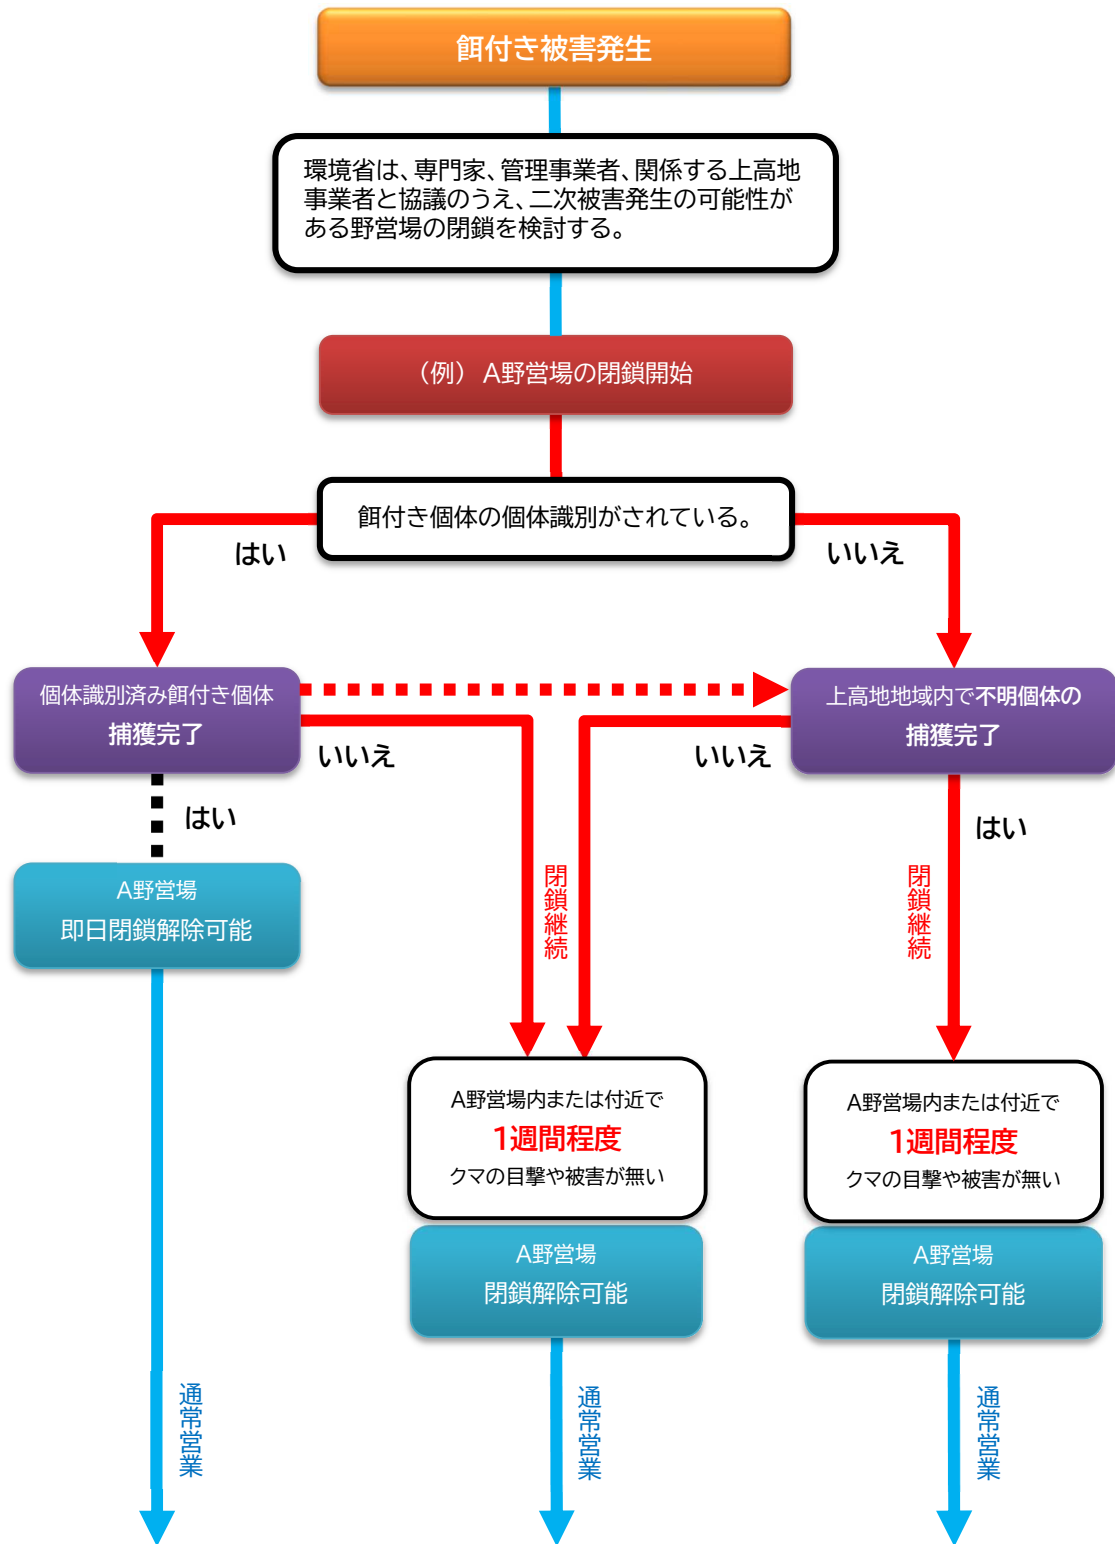 餌付き被害発生
環境省は、専門家、管理事業者、関係する上高地
事業者と協議のうえ、二次被害発生の可能性が
ある野営場の閉鎖を検討する。
（例） A野営場の閉鎖開始
餌付き個体の個体識別がされている。
はい
いいえ
個体識別済み餌付き個体
捕獲完了
上高地地域内で不明個体の
捕獲完了
いいえ
いいえ
はい
はい
A野営場
即日閉鎖解除可能
閉鎖継続
閉鎖継続
A野営場内または付近で
1週間程度
クマの目撃や被害が無い
A野営場内または付近で
1週間程度
クマの目撃や被害が無い
A野営場
閉鎖解除可能
A野営場
閉鎖解除可能
通常営業
通常営業
通常営業